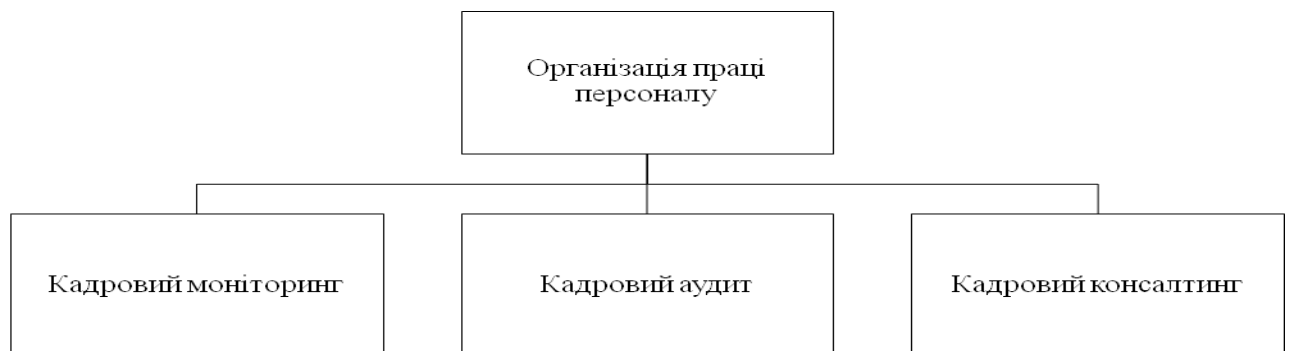 Організація праці
персоналу
Кадровий моніторинг
Кадровий аудит
Кадровий консалтинг